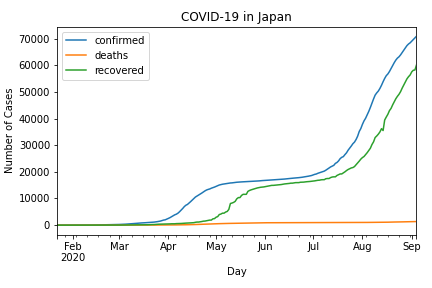 COVID-19 in Japan
confirmed
deaths
recovered
Number of Cases
70000
60000
50000
40000
30000
20000
10000
0
Feb Mar Apr May Jun Jul Aug Sep
2020
Day